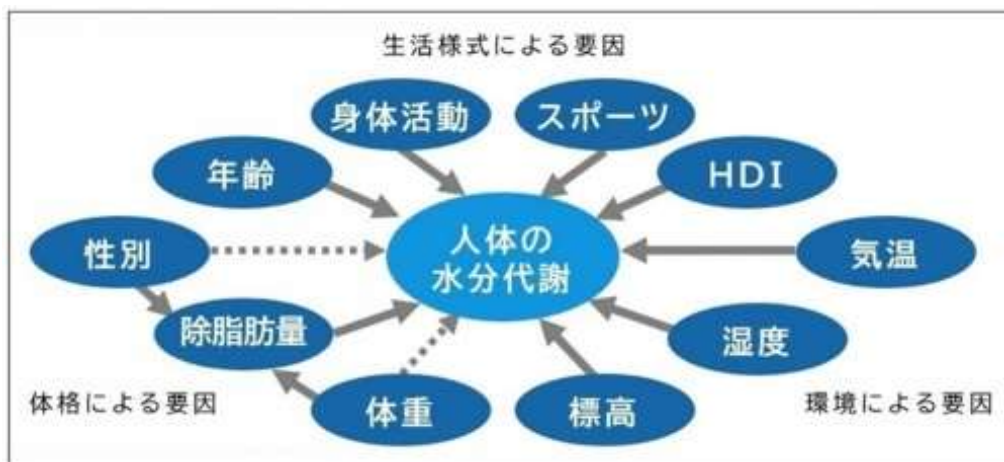 生活様式による要因
身体活動
スポーツ
年齢
HDI
性別
人体の
水分代謝
気温
除脂肪量
湿度
体格による要因
体重
標高
環境による要因